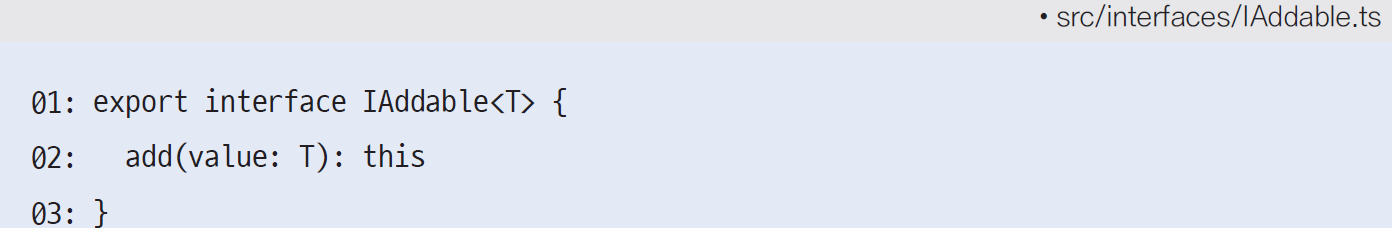 • src/interfaces/IAddable.ts
01: export interface IAddable<T> {
02:   add(value: T): this
03: }